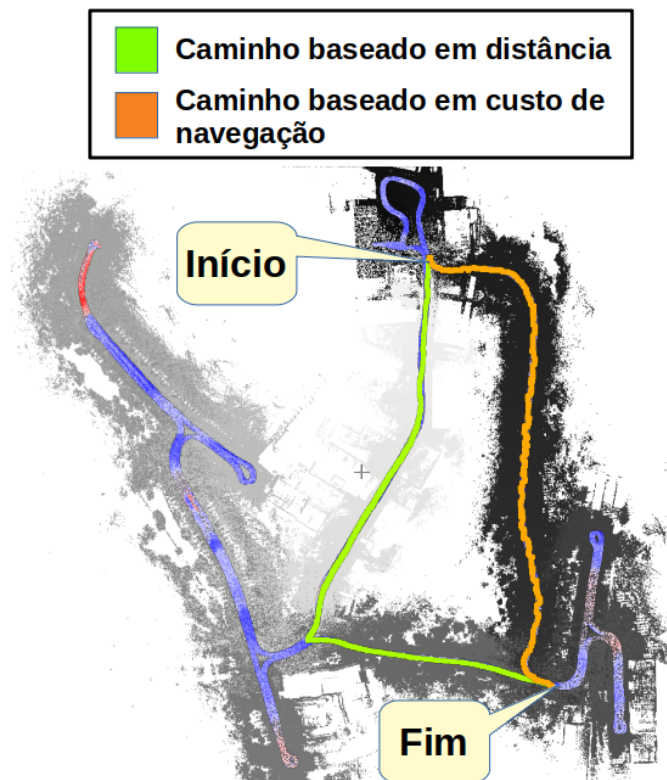 Caminho baseado em distância
Caminho baseado em custo de
navegação
Início
Fim